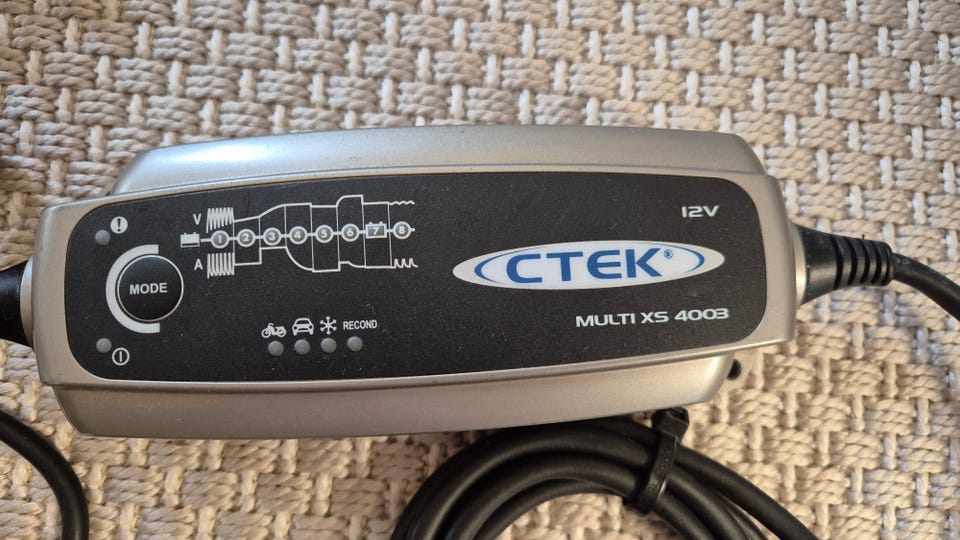 V
1 2 3 4 5 6 7 8
A
12V
MODE
CTEK®
MULTI XS 4003
RECOND